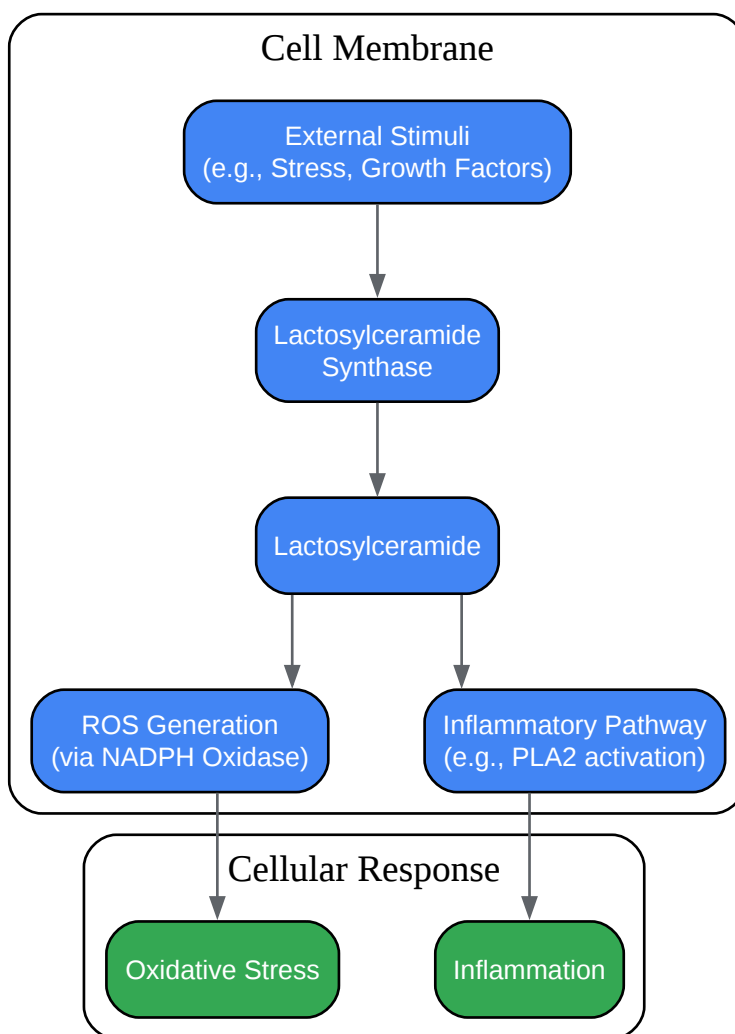 Cell Membrane
External Stimuli
(e.g., Stress, Growth Factors)
Lactosylceramide
Synthase
Lactosylceramide
ROS Generation
(via NADPH Oxidase)
Inflammatory Pathway
(e.g., PLA2 activation)
Cellular Response
Oxidative Stress
Inflammation